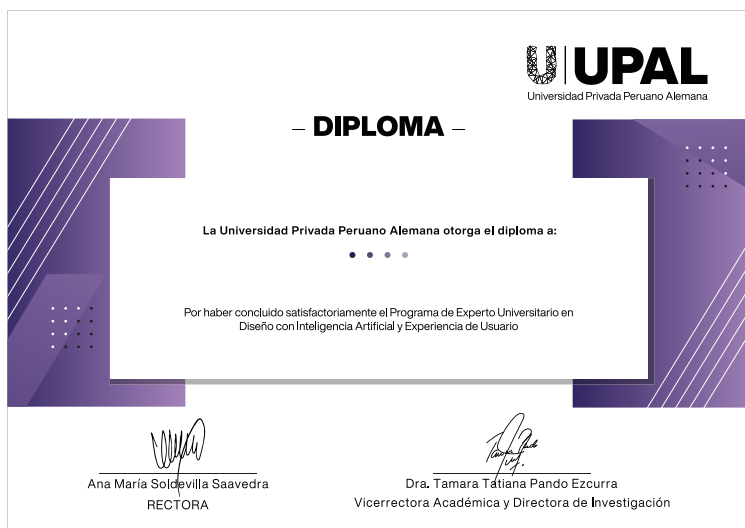 UPAL
Universidad Privada Peruano Alemana
– DIPLOMA –
La Universidad Privada Peruano Alemana otorga el diploma a:
Por haber concluido satisfactoriamente el Programa de Experto Universitario en
Diseño con Inteligencia Artificial y Experiencia de Usuario
Ana María Soldevilla Saavedra
RECTORA
Dra. Tamara Tatiana Pando Ezcurra
Vicerrectora Académica y Directora de Investigación